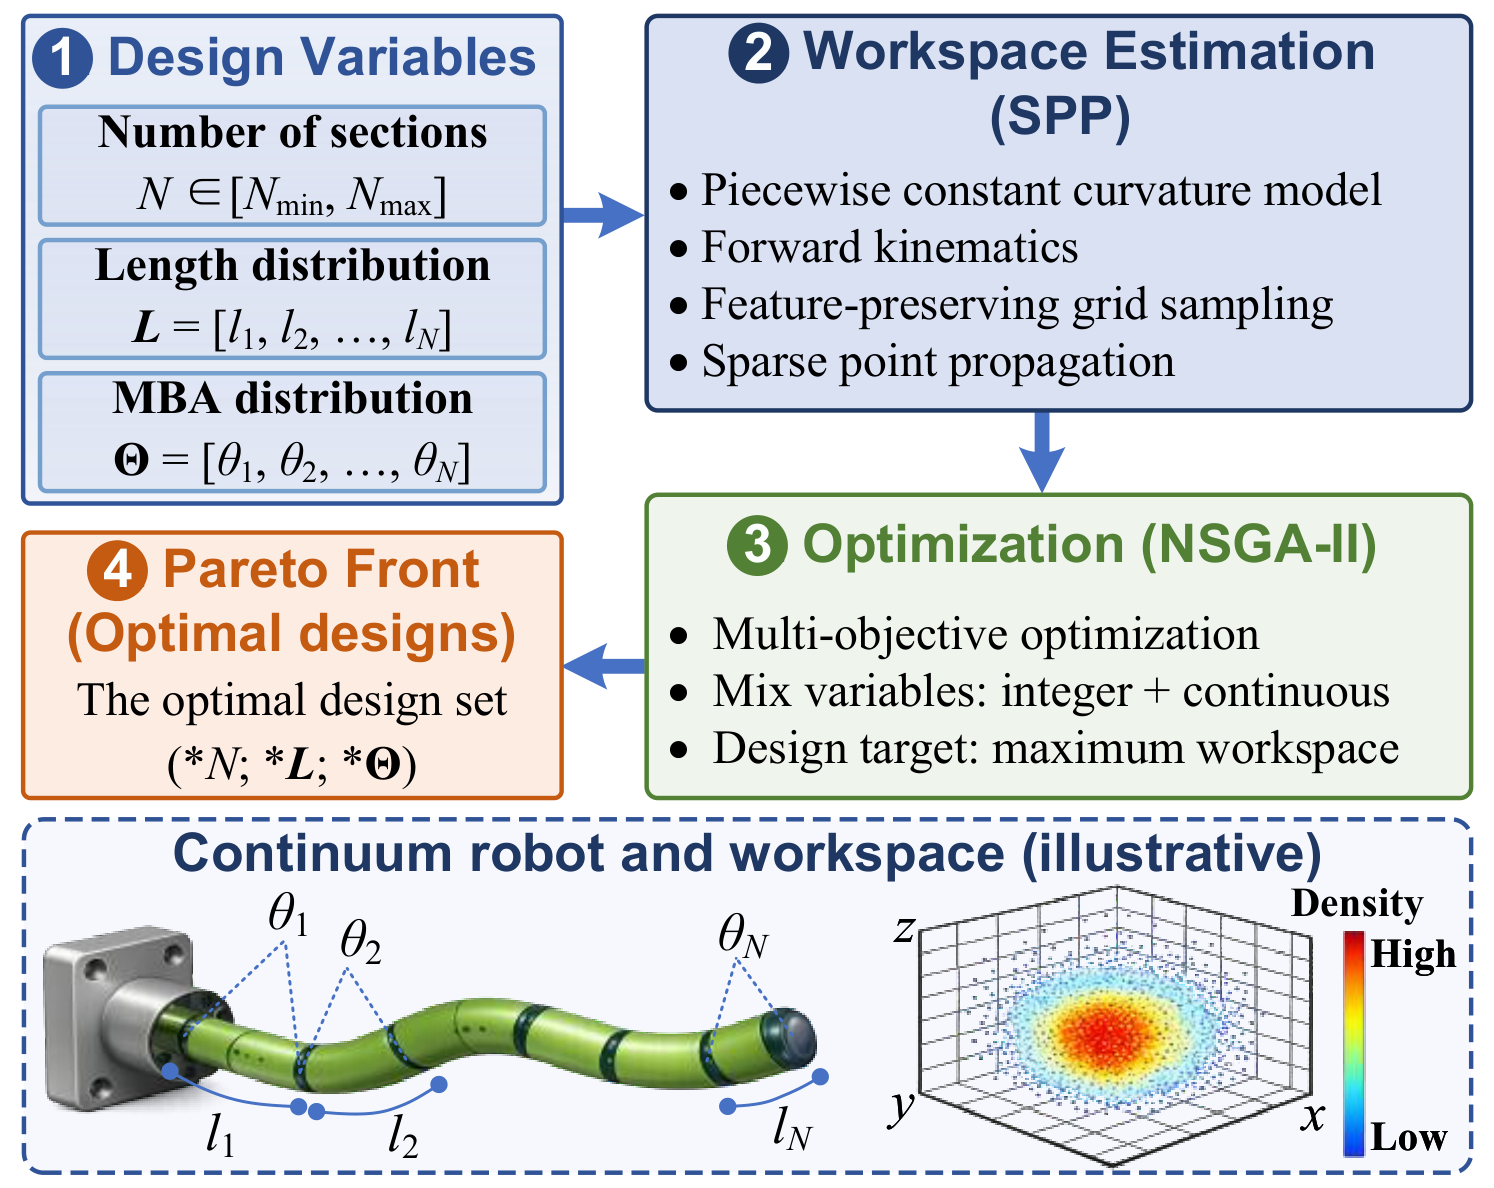 1 Design Variables
Number of sections
N ∈ [Nmin, Nmax]
Length distribution
L = [l1, l2, …, lN]
MBA distribution
Θ = [θ1, θ2, …, θN]
2 Workspace Estimation
(SPP)
• Piecewise constant curvature model
• Forward kinematics
• Feature-preserving grid sampling
• Sparse point propagation
3 Optimization (NSGA-II)
• Multi-objective optimization
• Mix variables: integer + continuous
• Design target: maximum workspace
4 Pareto Front
(Optimal designs)
The optimal design set
(*N; *L; *Θ)
Continuum robot and workspace (illustrative)
θ1
θ2
θN
l1
l2
lN
z
y
x
Density
High
Low